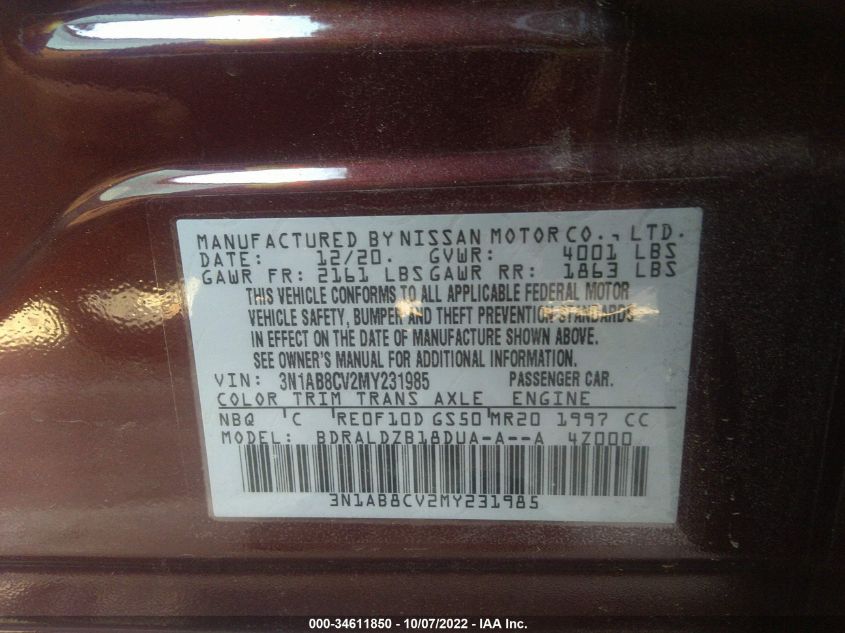 MANUFACTURED BY NISSAN MOTOR CO., LTD.
DATE: 12/20. GVWR: 4001 LBS
GAWR FR: 2161 LBS GAWR RR: 1863 LBS
THIS VEHICLE CONFORMS TO ALL APPLICABLE FEDERAL MOTOR
VEHICLE SAFETY, BUMPER AND THEFT PREVENTION STANDARDS
IN EFFECT ON THE DATE OF MANUFACTURE SHOWN ABOVE.
SEE OWNER'S MANUAL FOR ADDITIONAL INFORMATION.
VIN: 3N1AB8CV2MY231985 PASSENGER CAR.
COLOR TRIM TRANS AXLE ENGINE
NBQ C RE0F10D GS50 MR20 1997 CC
MODEL: BDRALDZB18DUA-A--A 4Z000
3N1AB8CV2MY231985
000-34611850 - 10/07/2022 - IAA Inc.